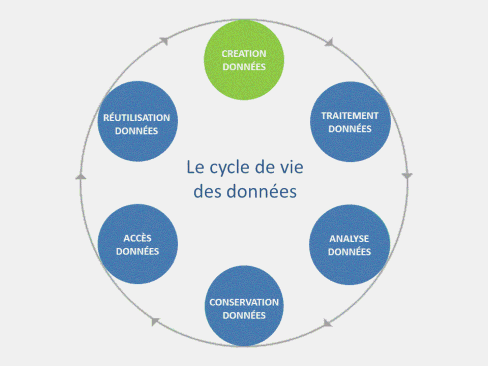 CREATION
DONNÉES
TRAITEMENT
DONNÉES
ANALYSE
DONNÉES
CONSERVATION
DONNÉES
ACCÈS
DONNÉES
RÉUTILISATION
DONNÉES
Le cycle de vie
des données